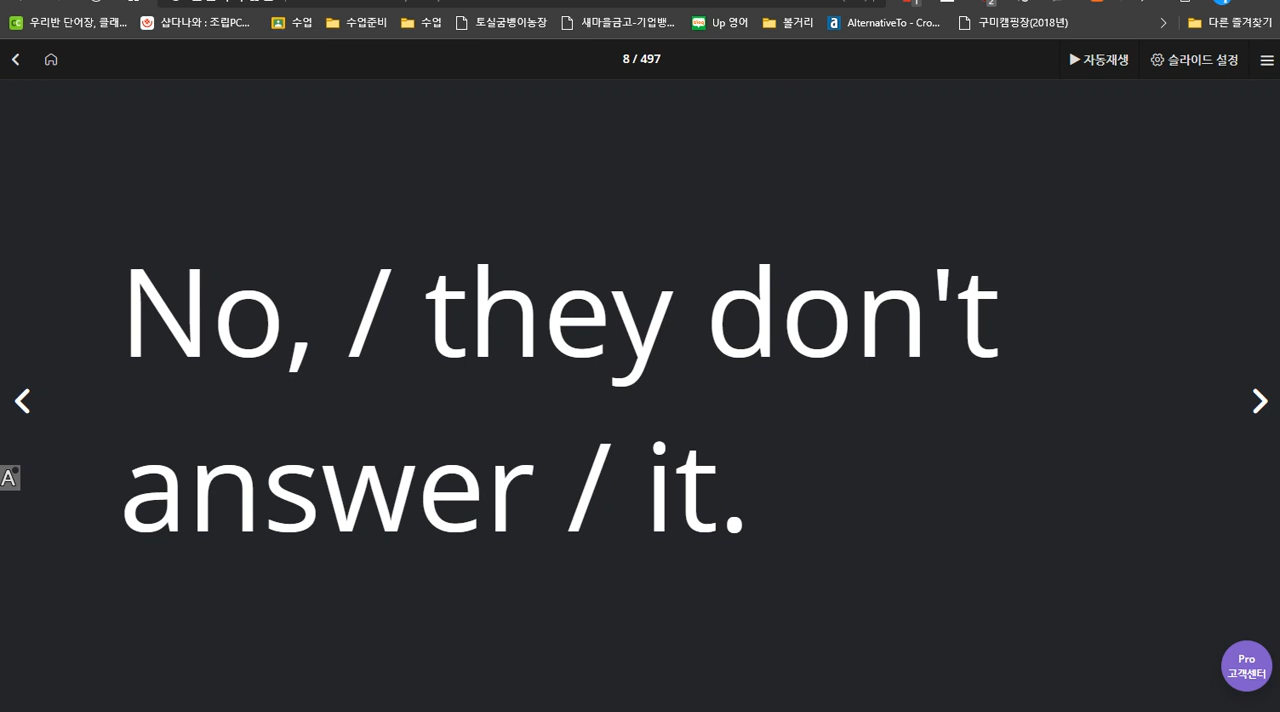 우리반 단어장, 클래... 샵다나와 : 조립PC... 수업 수업준비 수업 토실굼벵이농장 새마을금고-기업뱅... Up 영어 볼거리 AlternativeTo - Cro... 구미캠핑장(2018년) 다른 즐겨찾기
8 / 497 ▶ 자동재생 슬라이드 설정
No, / they don't
answer / it.
A
Pro
고객센터